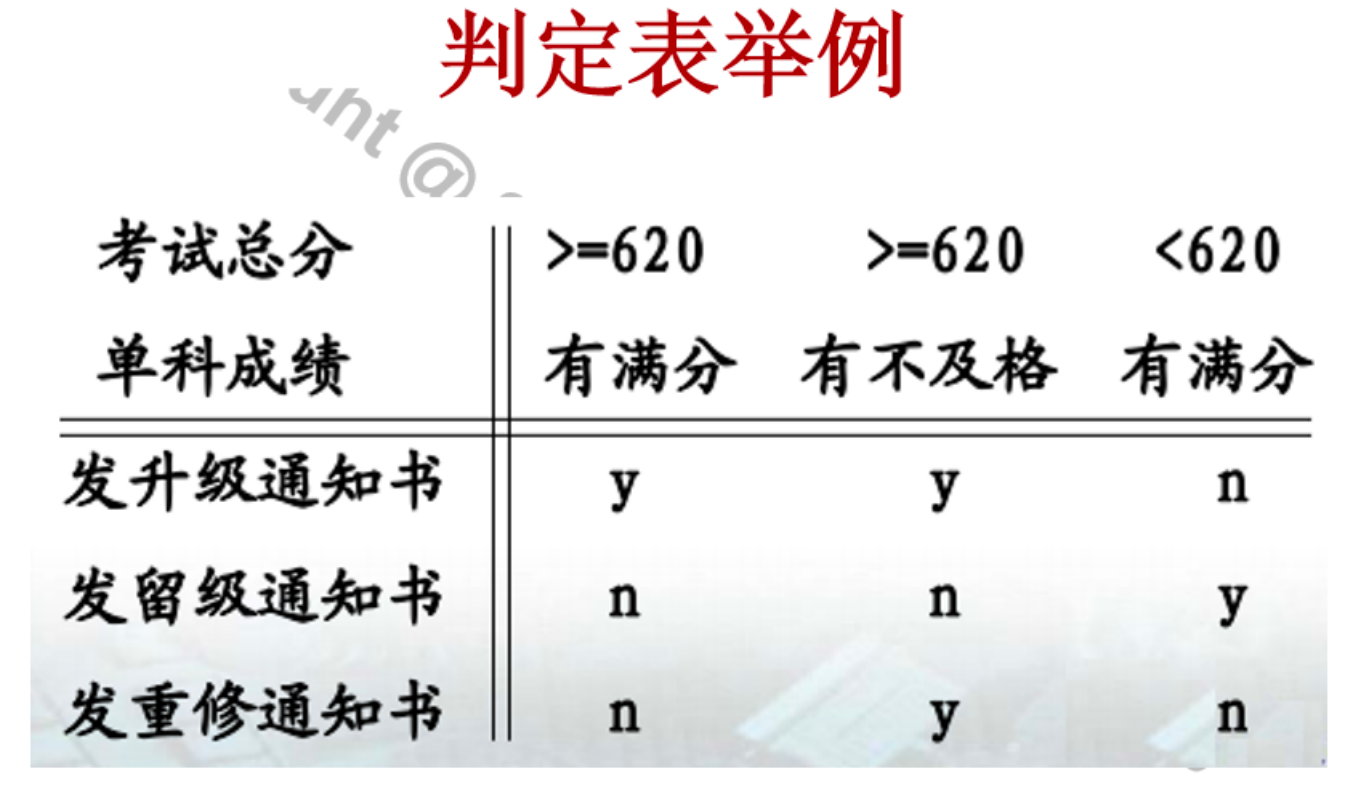 判定表举例
ght @
考试总分 >=620 >=620 <620
单科成绩 有满分 有不及格 有满分
发升级通知书 y y n
发留级通知书 n n y
发重修通知书 n y n